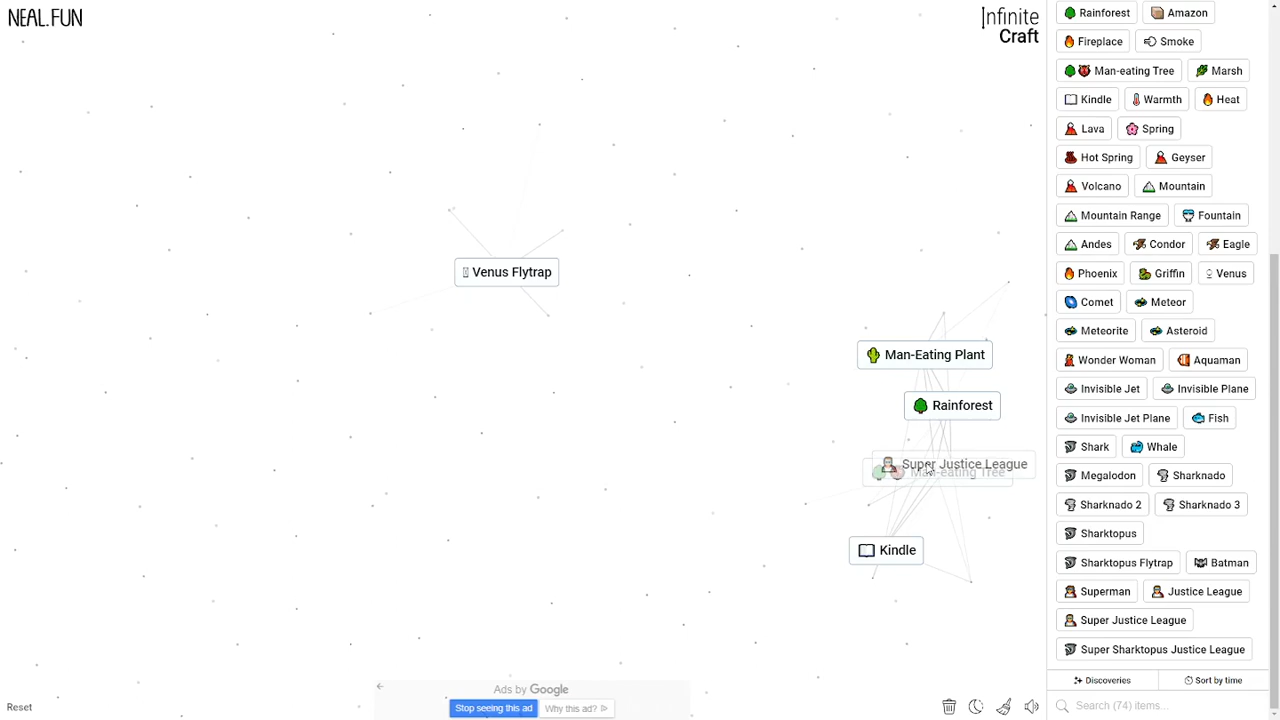 NEAL.FUN
Infinite
Craft
Venus Flytrap
Man-Eating Plant
Rainforest
Super Justice League
Man-eating Tree
Kindle
Rainforest Amazon
Fireplace Smoke
Man-eating Tree Marsh
Kindle Warmth Heat
Lava Spring
Hot Spring Geyser
Volcano Mountain
Mountain Range Fountain
Andes Condor Eagle
Phoenix Griffin Venus
Comet Meteor
Meteorite Asteroid
Wonder Woman Aquaman
Invisible Jet Invisible Plane
Invisible Jet Plane Fish
Shark Whale
Megalodon Sharknado
Sharknado 2 Sharknado 3
Sharktopus
Sharktopus Flytrap Batman
Superman Justice League
Super Justice League
Super Sharktopus Justice League
Discoveries Sort by time
Search (74) items...
Reset
Ads by Google
Stop seeing this ad Why this ad?